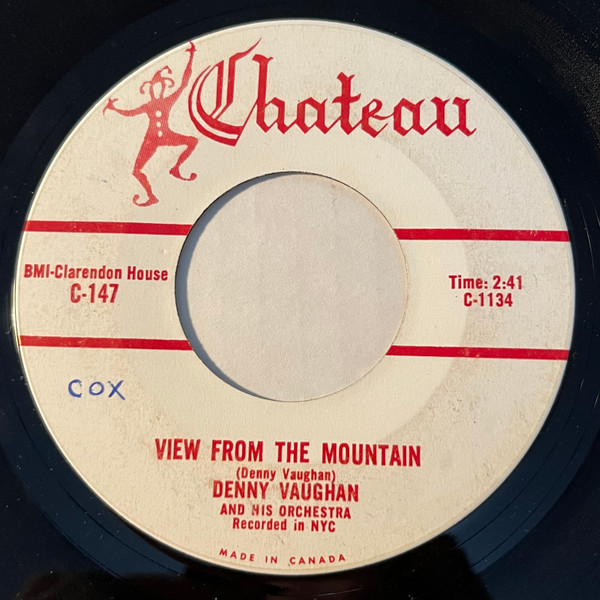 Chateau
BMI-Clarendon House
C-147
Time: 2:41
C-1134
COX
VIEW FROM THE MOUNTAIN
(Denny Vaughan)
DENNY VAUGHAN
AND HIS ORCHESTRA
Recorded in NYC
MADE IN CANADA